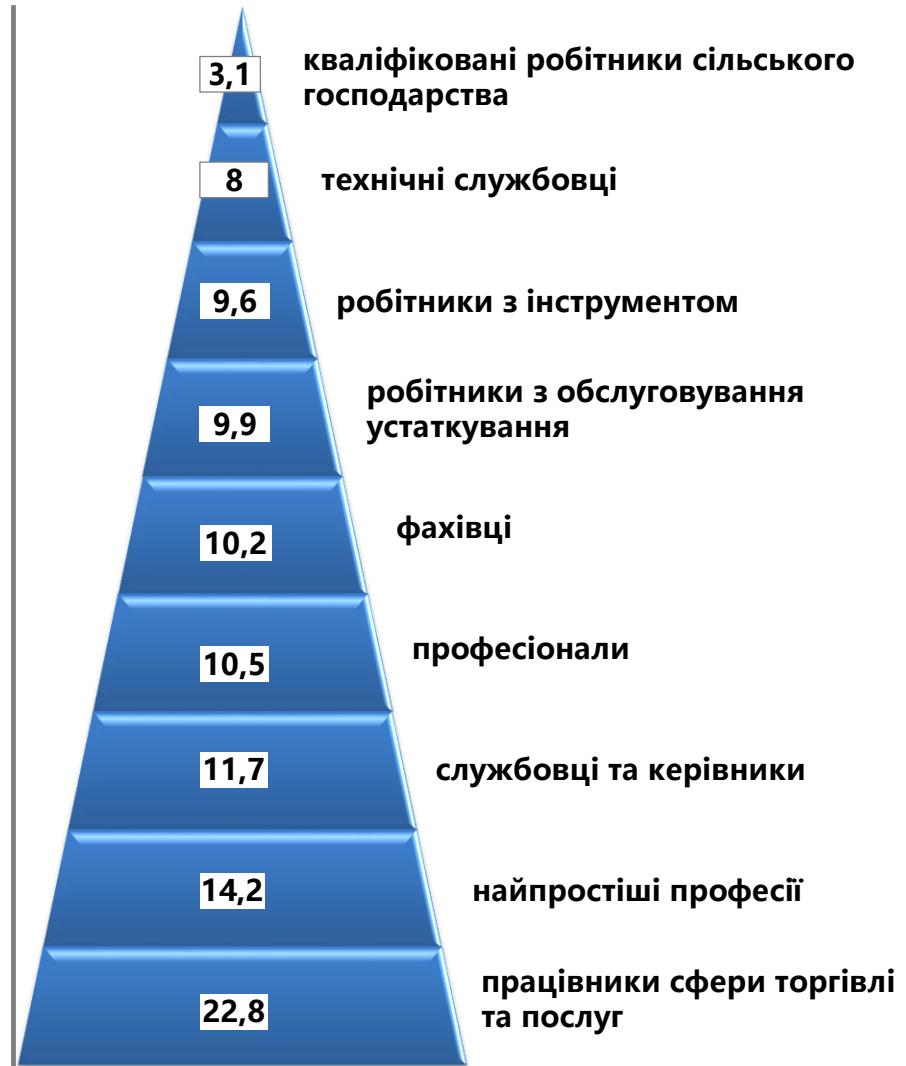 3,1
кваліфіковані робітники сільського
господарства
8
технічні службовці
9,6
робітники з інструментом
9,9
робітники з обслуговування
устаткування
10,2
фахівці
10,5
професіонали
11,7
службовці та керівники
14,2
найпростіші професії
22,8
працівники сфери торгівлі
та послуг